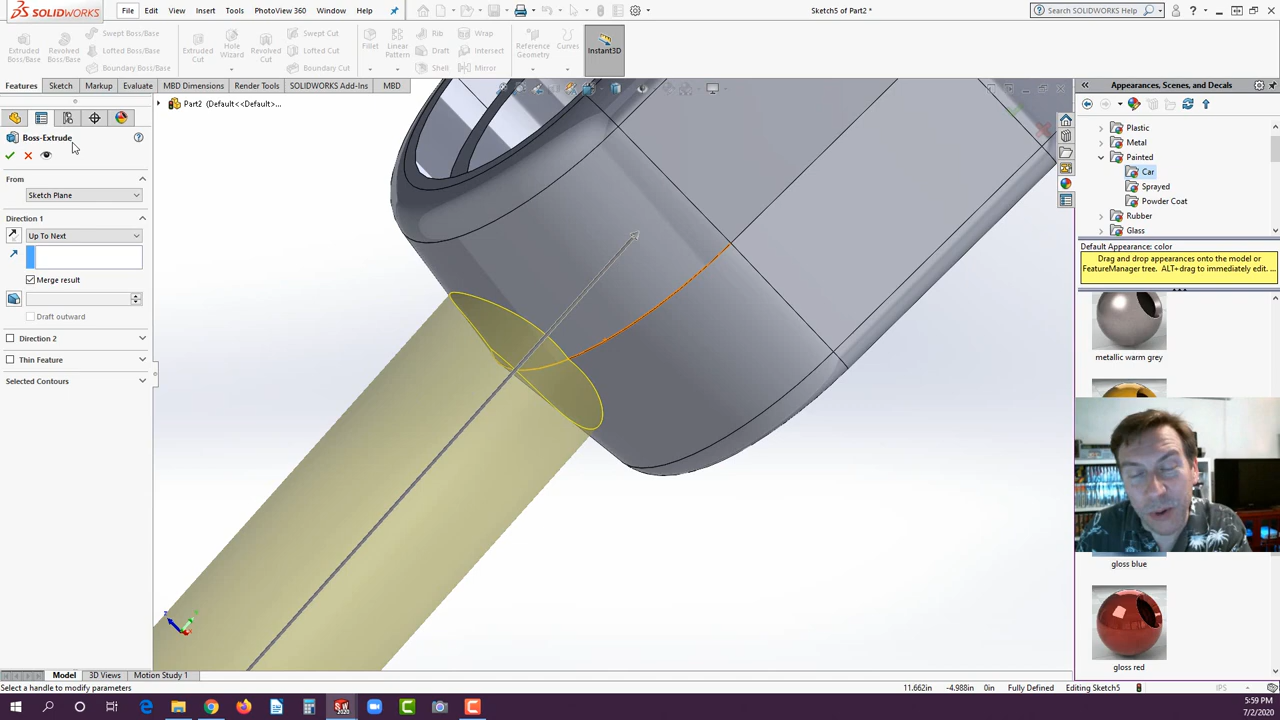 SOLIDWORKS File Edit View Insert Tools PhotoView 360 Window Help Sketch5 of Part2 * Search SOLIDWORKS Help
Extruded Boss/Base Revolved Boss/Base Swept Boss/Base Lofted Boss/Base Boundary Boss/Base Extruded Cut Hole Wizard Revolved Cut Swept Cut Lofted Cut Boundary Cut Fillet Linear Pattern Rib Draft Shell Wrap Intersect Mirror Reference Geometry Curves Instant3D
Features Sketch Markup Evaluate MBD Dimensions Render Tools SOLIDWORKS Add-Ins MBD
Appearances, Scenes, and Decals
Part2 (Default<<Default>...
Boss-Extrude
From
Sketch Plane
Direction 1
Up To Next
Merge result
Draft outward
Direction 2
Thin Feature
Selected Contours
Plastic
Metal
Painted
Car
Sprayed
Powder Coat
Rubber
Glass
Default Appearance: color
Drag and drop appearances onto the model or
FeatureManager tree. ALT+drag to immediately edit. ...
metallic warm grey
gloss blue
gloss red
Model 3D Views Motion Study 1
Select a handle to modify parameters 11.662in -4.988in 0in Fully Defined Editing Sketch5 IPS
5:59 PM
7/2/2020